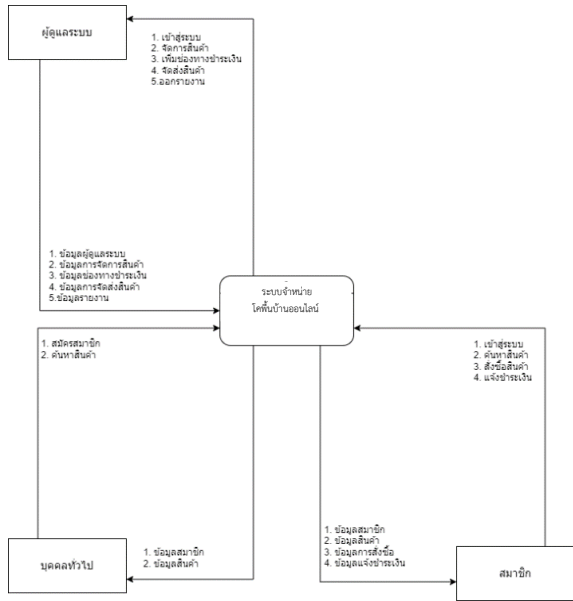 ผู้ดูแลระบบ
1. เข้าสู่ระบบ
2. จัดการสินค้า
3. เพิ่มช่องทางชำระเงิน
4. จัดส่งสินค้า
5.ออกรายงาน
1. ข้อมูลผู้ดูแลระบบ
2. ข้อมูลการจัดการสินค้า
3. ข้อมูลช่องทางชำระเงิน
4. ข้อมูลการจัดส่งสินค้า
5.ข้อมูลรายงาน
ระบบจำหน่าย
โคพื้นบ้านออนไลน์
1. สมัครสมาชิก
2. ค้นหาสินค้า
1. เข้าสู่ระบบ
2. ค้นหาสินค้า
3. สั่งซื้อสินค้า
4. แจ้งชำระเงิน
1. ข้อมูลสมาชิก
2. ข้อมูลสินค้า
3. ข้อมูลการสั่งซื้อ
4. ข้อมูลแจ้งชำระเงิน
1. ข้อมูลสมาชิก
2. ข้อมูลสินค้า
บุคคลทั่วไป
สมาชิก